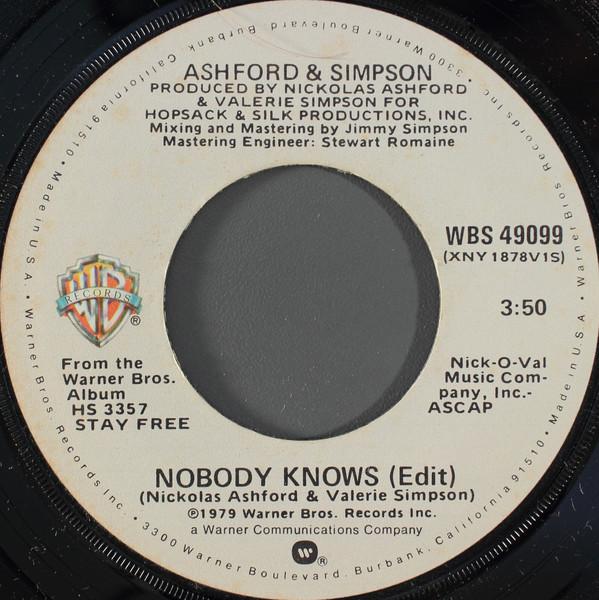 ASHFORD & SIMPSON
PRODUCED BY NICKOLAS ASHFORD
& VALERIE SIMPSON FOR
HOPSACK & SILK PRODUCTIONS, INC.
Mixing and Mastering by Jimmy Simpson
Mastering Engineer: Stewart Romaine
WBS 49099
(XNY 1878V1S)
3:50
WB
RECORDS
®
From the
Warner Bros.
Album
HS 3357
STAY FREE
Nick-O-Val
Music Com-
pany, Inc.-
ASCAP
NOBODY KNOWS (Edit)
(Nickolas Ashford & Valerie Simpson)
℗1979 Warner Bros. Records Inc.
a Warner Communications Company
W ®
Made in U.S.A. • Warner Bros. Records Inc. • 3300 Warner Boulevard, Burbank, California 91510 • Made in U.S.A. • Warner Bros. Records Inc. • 3300 Warner Boulevard, Burbank, California 91510 •